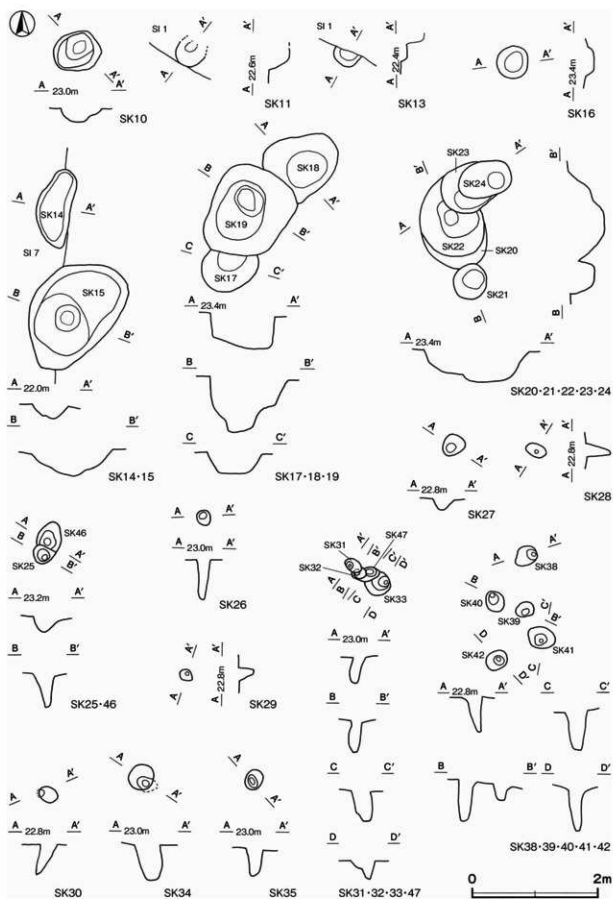 A A'
A 23.0m A'
SK10
SI 1 A'
A
A' A 22.6m
SK11
SI 1 A'
A
A' A 22.4m
SK13
A A'
A' A 23.4m
SK16
A A'
SK14
SI 7
B SK15 B'
A 22.0m A'
B B'
SK14・15
A
SK18
B A'
SK19
B'
C SK17 C'
A 23.4m A'
B B'
C C'
SK17・18・19
A'
SK23
B' SK24
A
SK22 SK20
SK21
B
B'
B
A 23.4m A'
SK20・21・22・23・24
A A'
A 22.8m A'
SK27
A' A
A' A 22.8m
SK28
A SK46
B
SK25 A'
B'
A 23.2m A'
B B'
SK25・46
A A'
A 23.0m A'
SK26
A'
A
A' A 22.8m
SK29
SK47
SK31 A' B' C' D'
SK32
A B C D
SK33
A 23.0m A'
B B'
C C'
D D'
SK31・32・33・47
A A'
SK38
B
SK40
SK39 C' B'
D SK41
SK42
D' C
A 22.8m A'
C C'
B B'
D D'
SK38・39・40・41・42
A A'
A 22.8m A'
SK30
A A'
A 23.0m A'
SK34
A A'
A 23.0m A'
SK35
0 2m